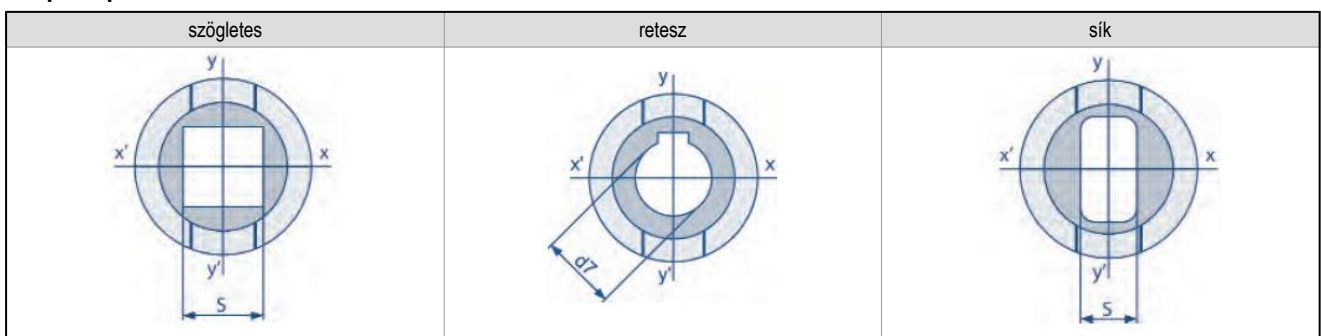 szögletes retesz sík
y y y
x' x x' x x' x
y' y' y'
S d7 S